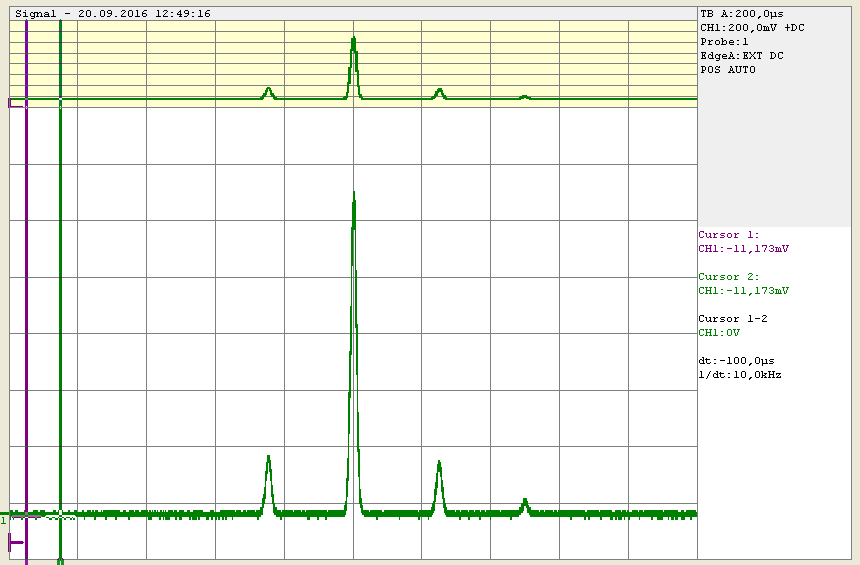 Signal - 20.09.2016 12:49:16
TB A:200,0µs
CH1:200,0mV +DC
Probe:1
EdgeA:EXT DC
POS AUTO
Cursor 1:
CH1:-11,173mV
Cursor 2:
CH1:-11,173mV
Cursor 1-2
CH1:0V
dt:-100,0µs
1/dt:10,0kHz
1